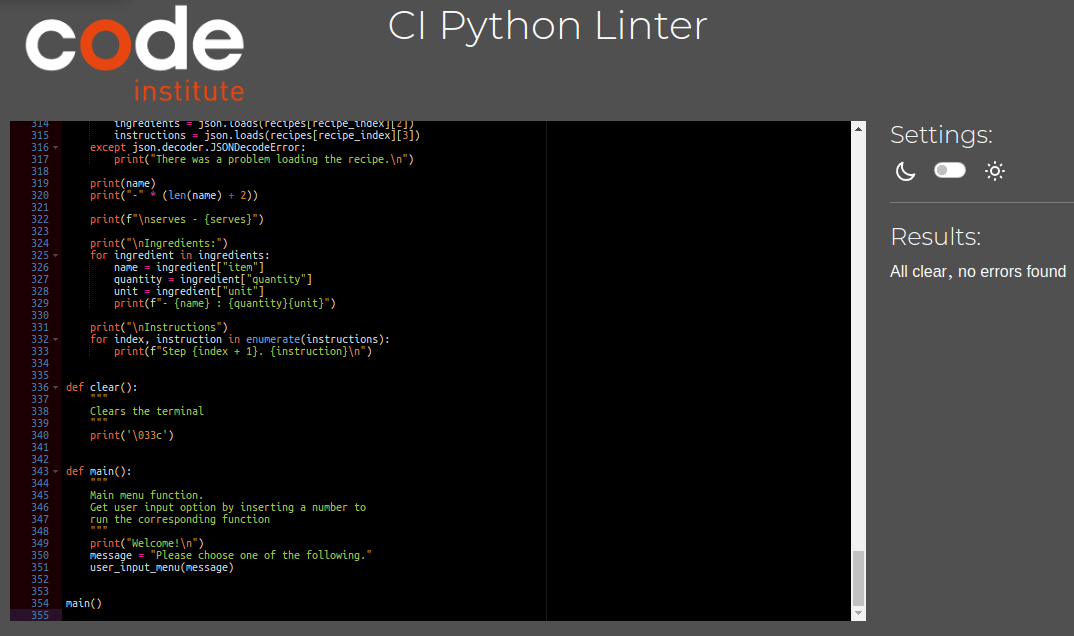 code
institute
CI Python Linter
314 ingredients = json.loads(recipes[recipe_index][2])
315 instructions = json.loads(recipes[recipe_index][3])
316 except json.decoder.JSONDecodeError:
317 print("There was a problem loading the recipe.\n")
318
319 print(name)
320 print("-" * (len(name) + 2))
321
322 print(f"\nserves - {serves}")
323
324 print("\nIngredients:")
325 for ingredient in ingredients:
326 name = ingredient["item"]
327 quantity = ingredient["quantity"]
328 unit = ingredient["unit"]
329 print(f"- {name} : {quantity}{unit}")
330
331 print("\nInstructions")
332 for index, instruction in enumerate(instructions):
333 print(f"Step {index + 1}. {instruction}\n")
334
335
336 def clear():
337 """
338 Clears the terminal
339 """
340 print('\033c')
341
342
343 def main():
344 """
345 Main menu function.
346 Get user input option by inserting a number to
347 run the corresponding function
348 """
349 print("Welcome!\n")
350 message = "Please choose one of the following."
351 user_input_menu(message)
352
353
354 main()
355
Settings:
Results:
All clear, no errors found